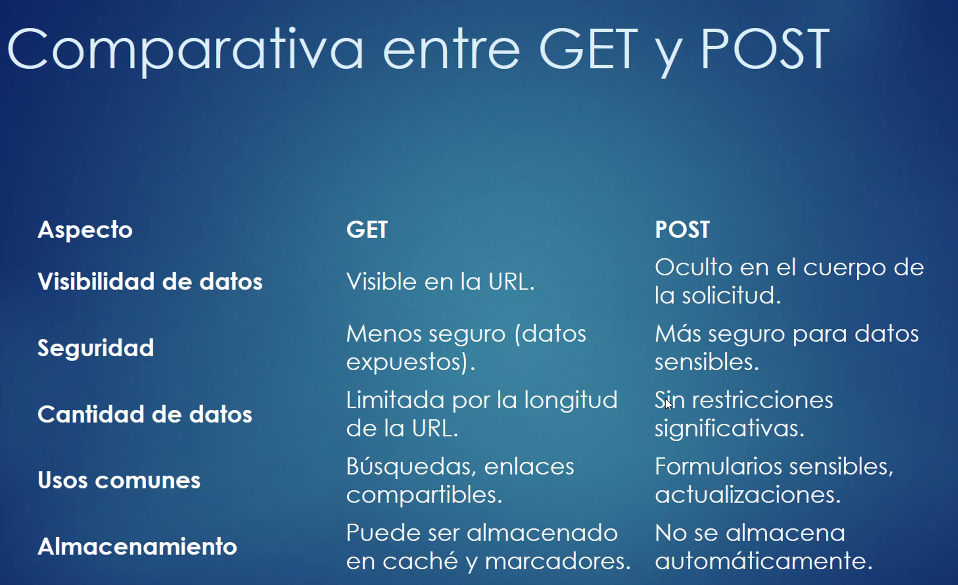 Comparativa entre GET y POST
Aspecto GET POST
Visibilidad de datos Visible en la URL. Oculto en el cuerpo de
la solicitud.
Seguridad Menos seguro (datos Más seguro para datos
expuestos). sensibles.
Cantidad de datos Limitada por la longitud Sin restricciones
de la URL. significativas.
Usos comunes Búsquedas, enlaces Formularios sensibles,
compartibles. actualizaciones.
Almacenamiento Puede ser almacenado No se almacena
en caché y marcadores. automáticamente.